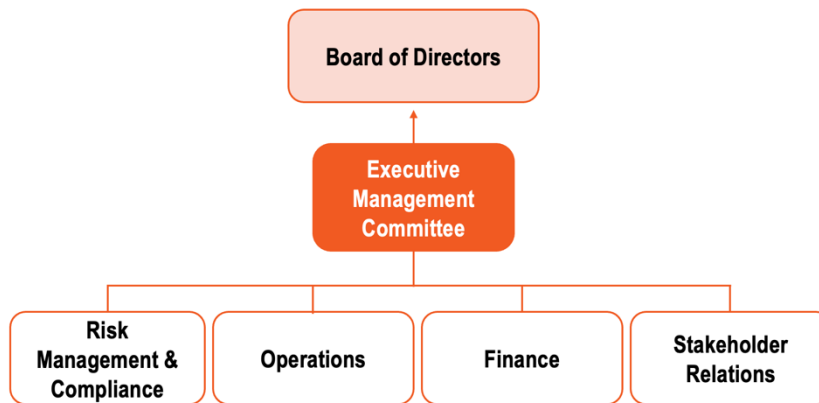 Board of Directors
Executive
Management
Committee
Risk
Management &
Compliance
Operations
Finance
Stakeholder
Relations